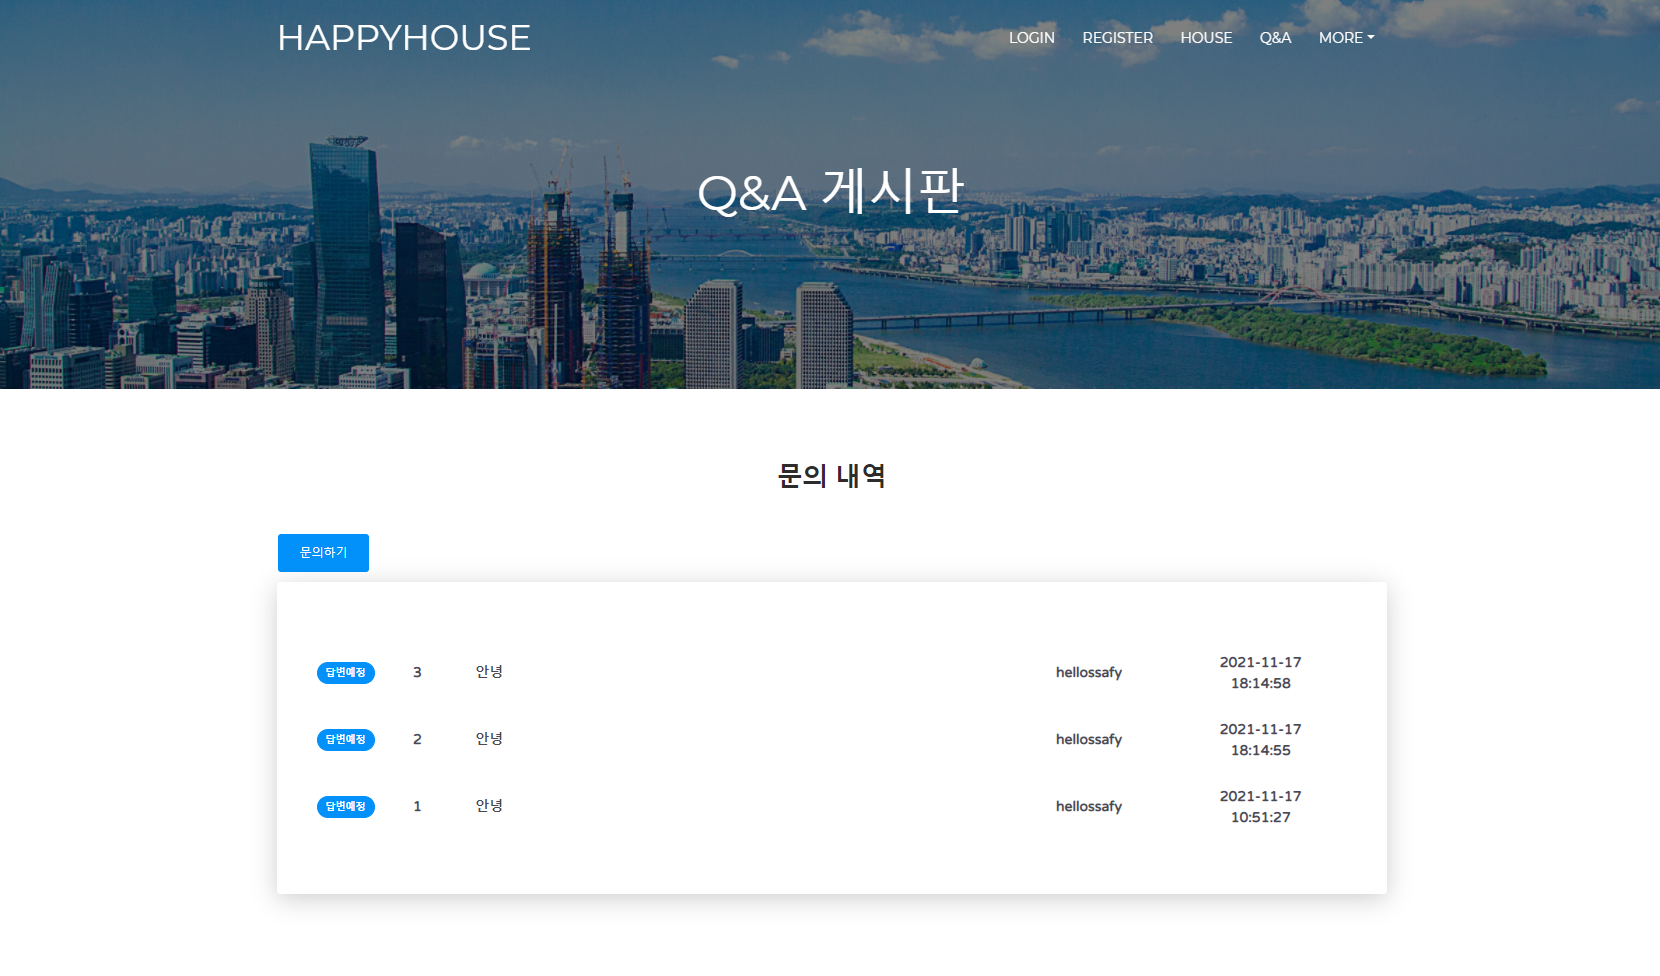 HAPPYHOUSE
LOGIN REGISTER HOUSE Q&A MORE
Q&A 게시판
문의 내역
문의하기
답변예정 3 안녕 hellossafy 2021-11-17
18:14:58
답변예정 2 안녕 hellossafy 2021-11-17
18:14:55
답변예정 1 안녕 hellossafy 2021-11-17
10:51:27